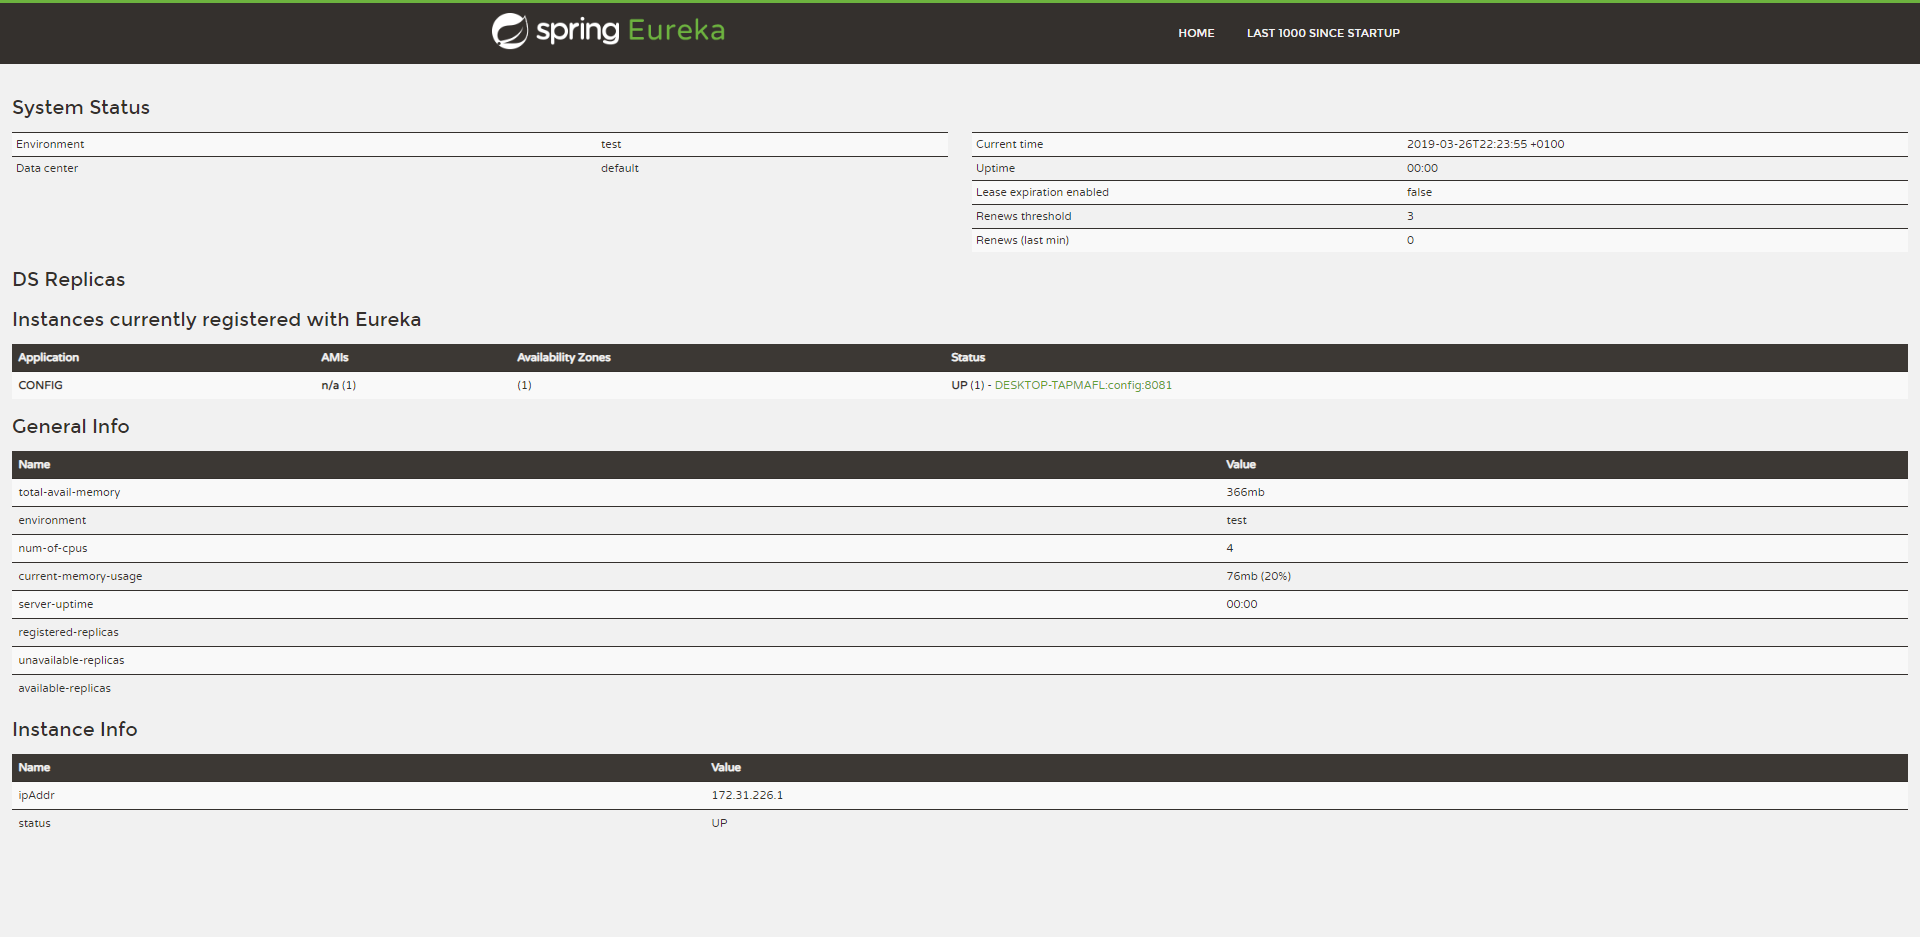 spring Eureka
HOME LAST 1000 SINCE STARTUP
System Status
Environment test
Data center default
Current time 2019-03-26T22:23:55 +0100
Uptime 00:00
Lease expiration enabled false
Renews threshold 3
Renews (last min) 0
DS Replicas
Instances currently registered with Eureka
Application AMIs Availability Zones Status
CONFIG n/a (1) (1) UP (1) - DESKTOP-TAPMAFL:config:8081
General Info
Name Value
total-avail-memory 366mb
environment test
num-of-cpus 4
current-memory-usage 76mb (20%)
server-uptime 00:00
registered-replicas
unavailable-replicas
available-replicas
Instance Info
Name Value
ipAddr 172.31.226.1
status UP